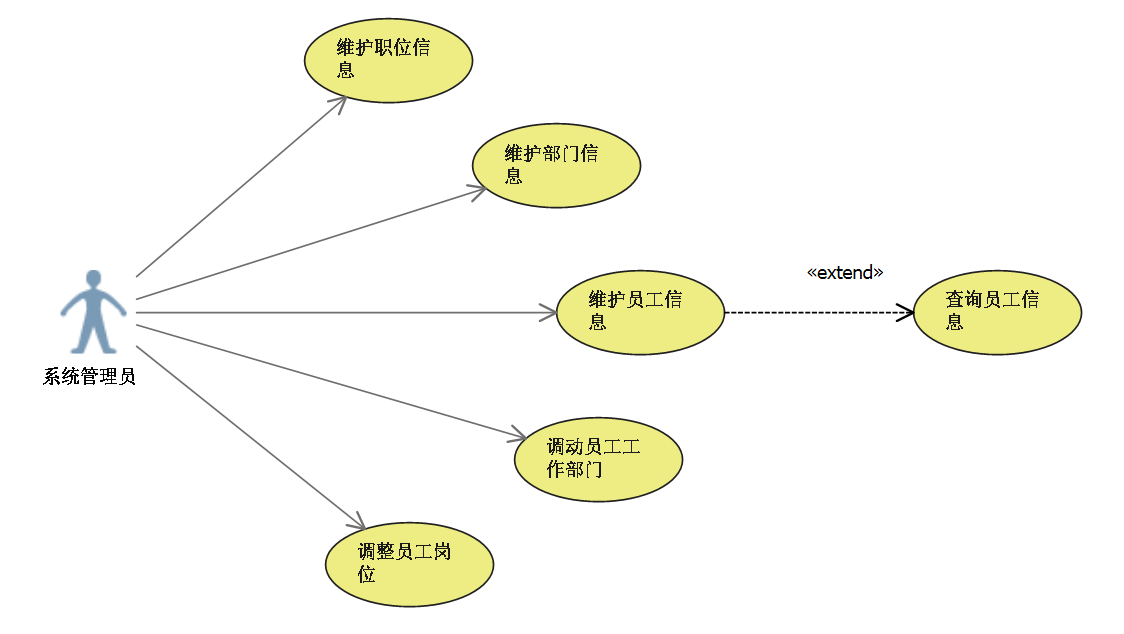 维护职位信
息
维护部门信
息
«extend»
维护员工信
息
查询员工信
息
系统管理员
调动员工工
作部门
调整员工岗
位